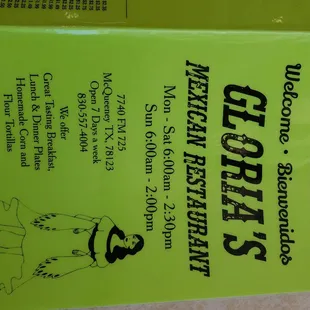 Welcome • Bienvenidos
GLORIA'S
MEXICAN RESTAURANT
Mon - Sat 6:00am - 2:30pm
Sun 6:00am - 2:00pm
7740 FM 725
McQueeney TX, 78123
Open 7 Days a week
830-557-4004
We offer
Great Tasting Breakfast,
Lunch & Dinner Plates
Homemade Corn and
Flour Tortillas